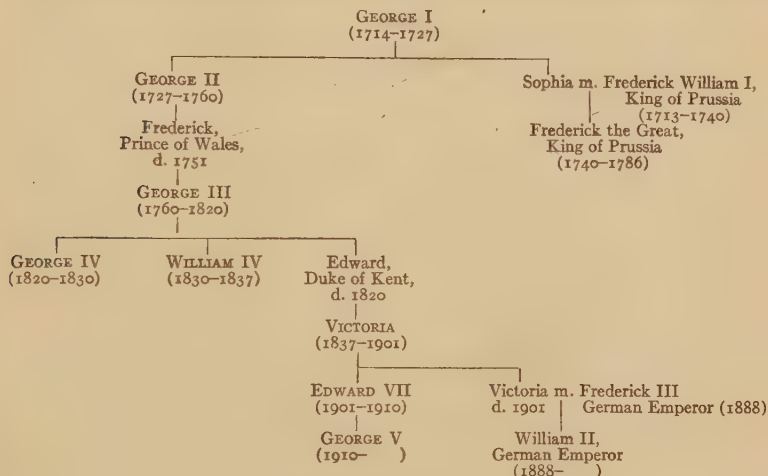 GEORGE I
(1714–1727)
GEORGE II
(1727–1760)
Sophia m. Frederick William I,
King of Prussia
(1713–1740)
Frederick,
Prince of Wales,
d. 1751
Frederick the Great,
King of Prussia
(1740–1786)
GEORGE III
(1760–1820)
GEORGE IV
(1820–1830)
WILLIAM IV
(1830–1837)
Edward,
Duke of Kent,
d. 1820
VICTORIA
(1837–1901)
EDWARD VII
(1901–1910)
Victoria m. Frederick III
d. 1901 German Emperor (1888)
GEORGE V
(1910– )
William II,
German Emperor
(1888– )